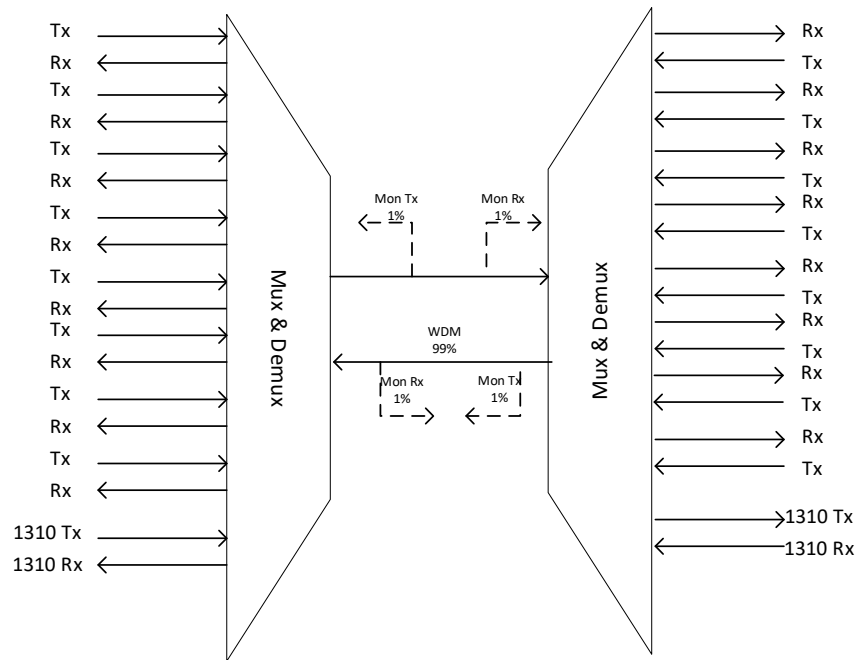 Tx
Rx
Tx
Rx
Tx
Rx
Tx
Rx
Tx
Rx
Tx
Rx
Tx
Rx
Tx
Rx
1310 Tx
1310 Rx
Mux & Demux
Mon Tx
1%
Mon Rx
1%
WDM
99%
Mon Rx
1%
Mon Tx
1%
Mux & Demux
Rx
Tx
Rx
Tx
Rx
Tx
Rx
Tx
Rx
Tx
Rx
Tx
Rx
Tx
Rx
Tx
1310 Tx
1310 Rx